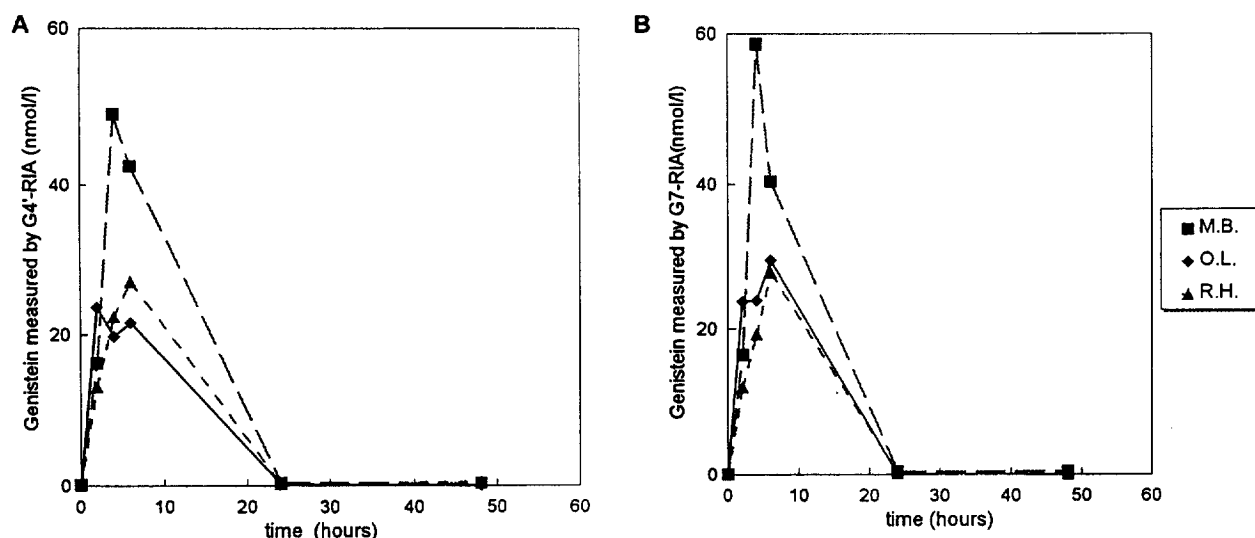 A
Genistein measured by G4'-RIA (nmol/l)
60
40
20
0
0 10 20 30 40 50 60
time (hours)
B
Genistein measured by G7-RIA(nmol/l)
60
40
20
0
0 10 20 30 40 50 60
time (hours)
M.B.
O.L.
R.H.